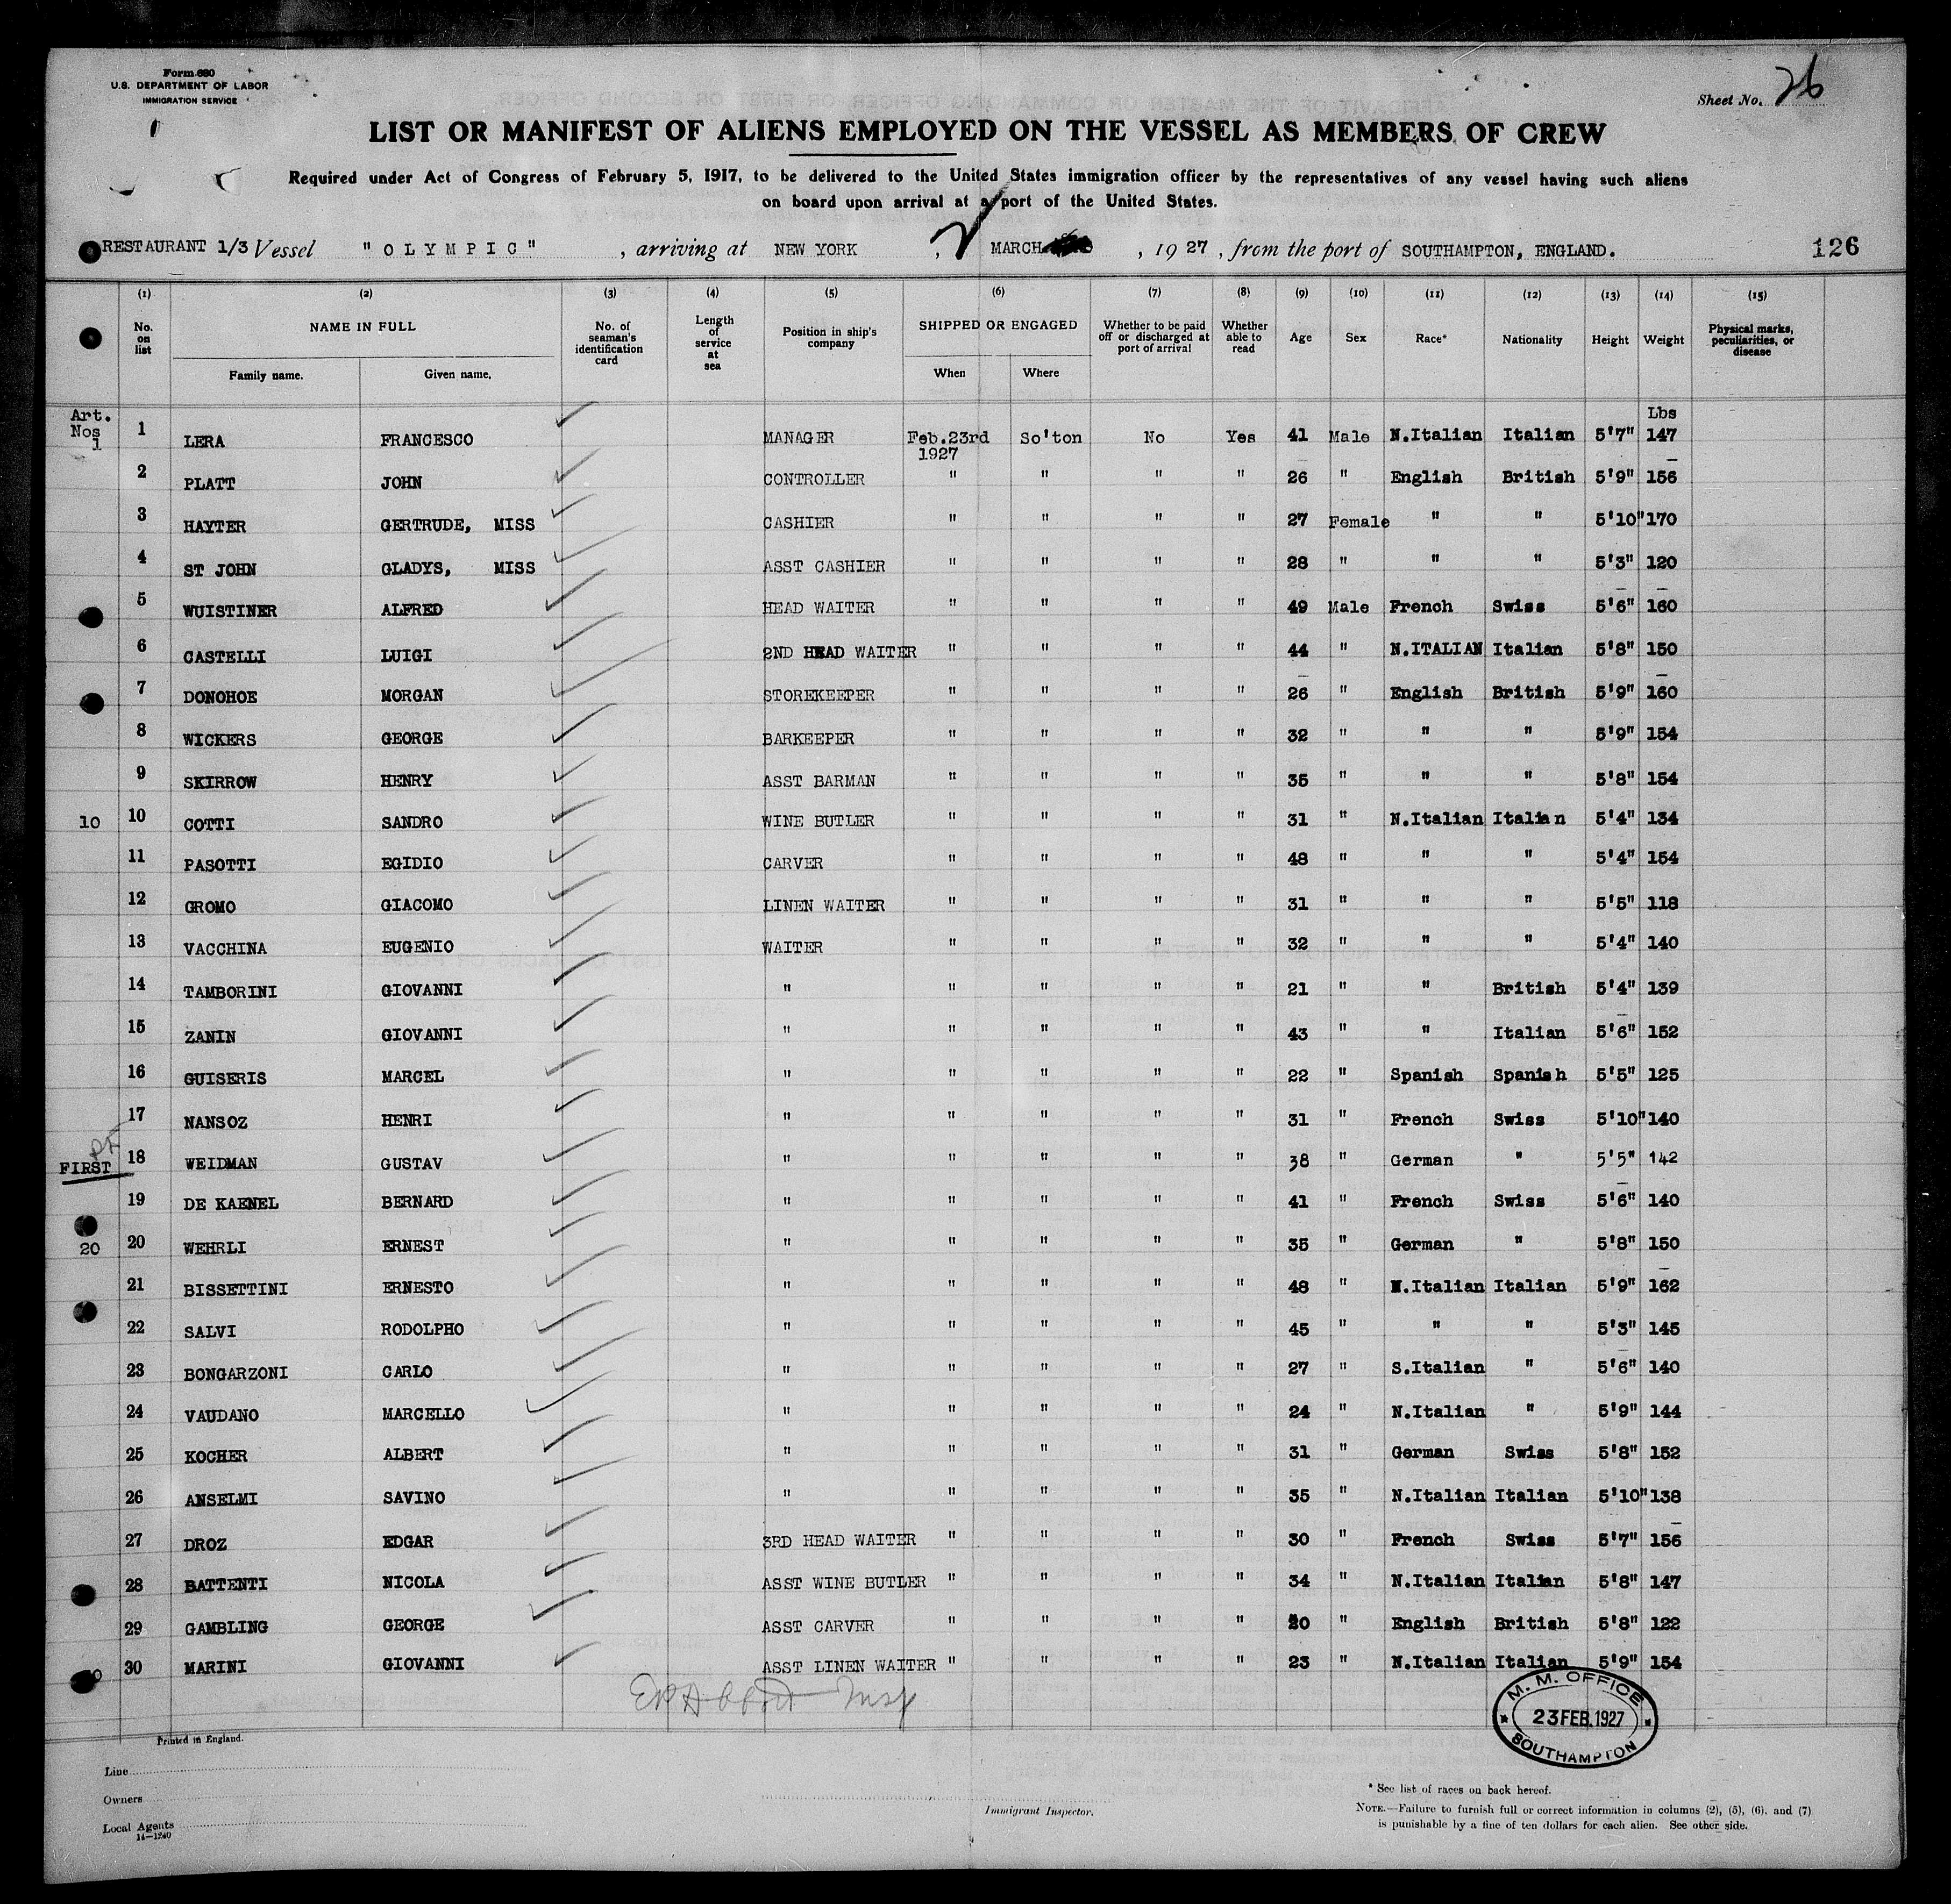 Form 680
U.S. DEPARTMENT OF LABOR
IMMIGRATION SERVICE
Sheet No. 26
LIST OR MANIFEST OF ALIENS EMPLOYED ON THE VESSEL AS MEMBERS OF CREW
Required under Act of Congress of February 5, 1917, to be delivered to the United States immigration officer by the representatives of any vessel having such aliens
on board upon arrival at a port of the United States.
RESTAURANT 1/3 Vessel "OLYMPIC", arriving at NEW YORK, 2 MARCH, 1927, from the port of SOUTHAMPTON, ENGLAND. 126
(1) (2) (3) (4) (5) (6) (7) (8) (9) (10) (11) (12) (13) (14) (15)
No. on list NAME IN FULL Family name. Given name. No. of seaman's identification card Length of service at sea Position in ship's company SHIPPED OR ENGAGED When Where Whether to be paid off or discharged at port of arrival Whether able to read Age Sex Race* Nationality Height Weight Physical marks, peculiarities, or disease
Art. Nos Lbs
1 1 LERA FRANCESCO MANAGER Feb.23rd 1927 So'ton No Yes 41 Male N.Italian Italian 5'7" 147
2 PLATT JOHN CONTROLLER " " " " 26 " English British 5'9" 156
3 HAYTER GERTRUDE, MISS CASHIER " " " " 27 Female " " 5'10" 170
4 ST JOHN GLADYS, MISS ASST CASHIER " " " " 28 " " " 5'3" 120
5 WUISTINER ALFRED HEAD WAITER " " " " 49 Male French Swiss 5'6" 160
6 CASTELLI LUIGI 2ND HEAD WAITER " " " " 44 " N.ITALIAN Italian 5'8" 150
7 DONOHOE MORGAN STOREKEEPER " " " " 26 " English British 5'9" 160
8 WICKERS GEORGE BARKEEPER " " " " 32 " " " 5'9" 154
9 SKIRROW HENRY ASST BARMAN " " " " 35 " " " 5'8" 154
10 10 COTTI SANDRO WINE BUTLER " " " " 31 " N.Italian Italian 5'4" 134
11 PASOTTI EGIDIO CARVER " " " " 48 " " " 5'4" 154
12 GROMO GIACOMO LINEN WAITER " " " " 31 " " " 5'5" 118
13 VACCHINA EUGENIO WAITER " " " " 32 " " " 5'4" 140
14 TAMBORINI GIOVANNI " " " " " 21 " " British 5'4" 139
15 ZANIN GIOVANNI " " " " " 43 " " Italian 5'6" 152
16 GUISERIS MARCEL " " " " " 22 " Spanish Spanish 5'5" 125
17 NANSOZ HENRI " " " " " 31 " French Swiss 5'10" 140
FIRST 18 WEIDMAN GUSTAV " " " " " 38 " German " 5'5" 142
19 DE KAENEL BERNARD " " " " " 41 " French Swiss 5'6" 140
20 20 WEHRLI ERNEST " " " " " 35 " German " 5'8" 150
21 BISSETTINI ERNESTO " " " " " 48 " N.Italian Italian 5'9" 162
22 SALVI RODOLPHO " " " " " 45 " " " 5'3" 145
23 BONGARZONI CARLO " " " " " 27 " S.Italian " 5'6" 140
24 VAUDANO MARCELLO " " " " " 24 " N.Italian " 5'9" 144
25 KOCHER ALBERT " " " " " 31 " German Swiss 5'8" 152
26 ANSELMI SAVINO " " " " " 35 " N.Italian Italian 5'10" 138
27 DROZ EDGAR 3RD HEAD WAITER " " " " 30 " French Swiss 5'7" 156
28 BATTENTI NICOLA ASST WINE BUTLER " " " " 34 " N.Italian Italian 5'8" 147
29 GAMBLING GEORGE ASST CARVER " " " " 20 " English British 5'8" 122
30 MARINI GIOVANNI ASST LINEN WAITER " " " " 23 " N.Italian Italian 5'9" 154
M. M. OFFICE
23 FEB. 1927
SOUTHAMPTON
Printed in England.
Line
Owners
Local Agents
14—1240
Immigrant Inspector.
* See list of races on back hereof.
NOTE.—Failure to furnish full or correct information in columns (2), (5), (6), and (7)
is punishable by a fine of ten dollars for each alien. See other side.